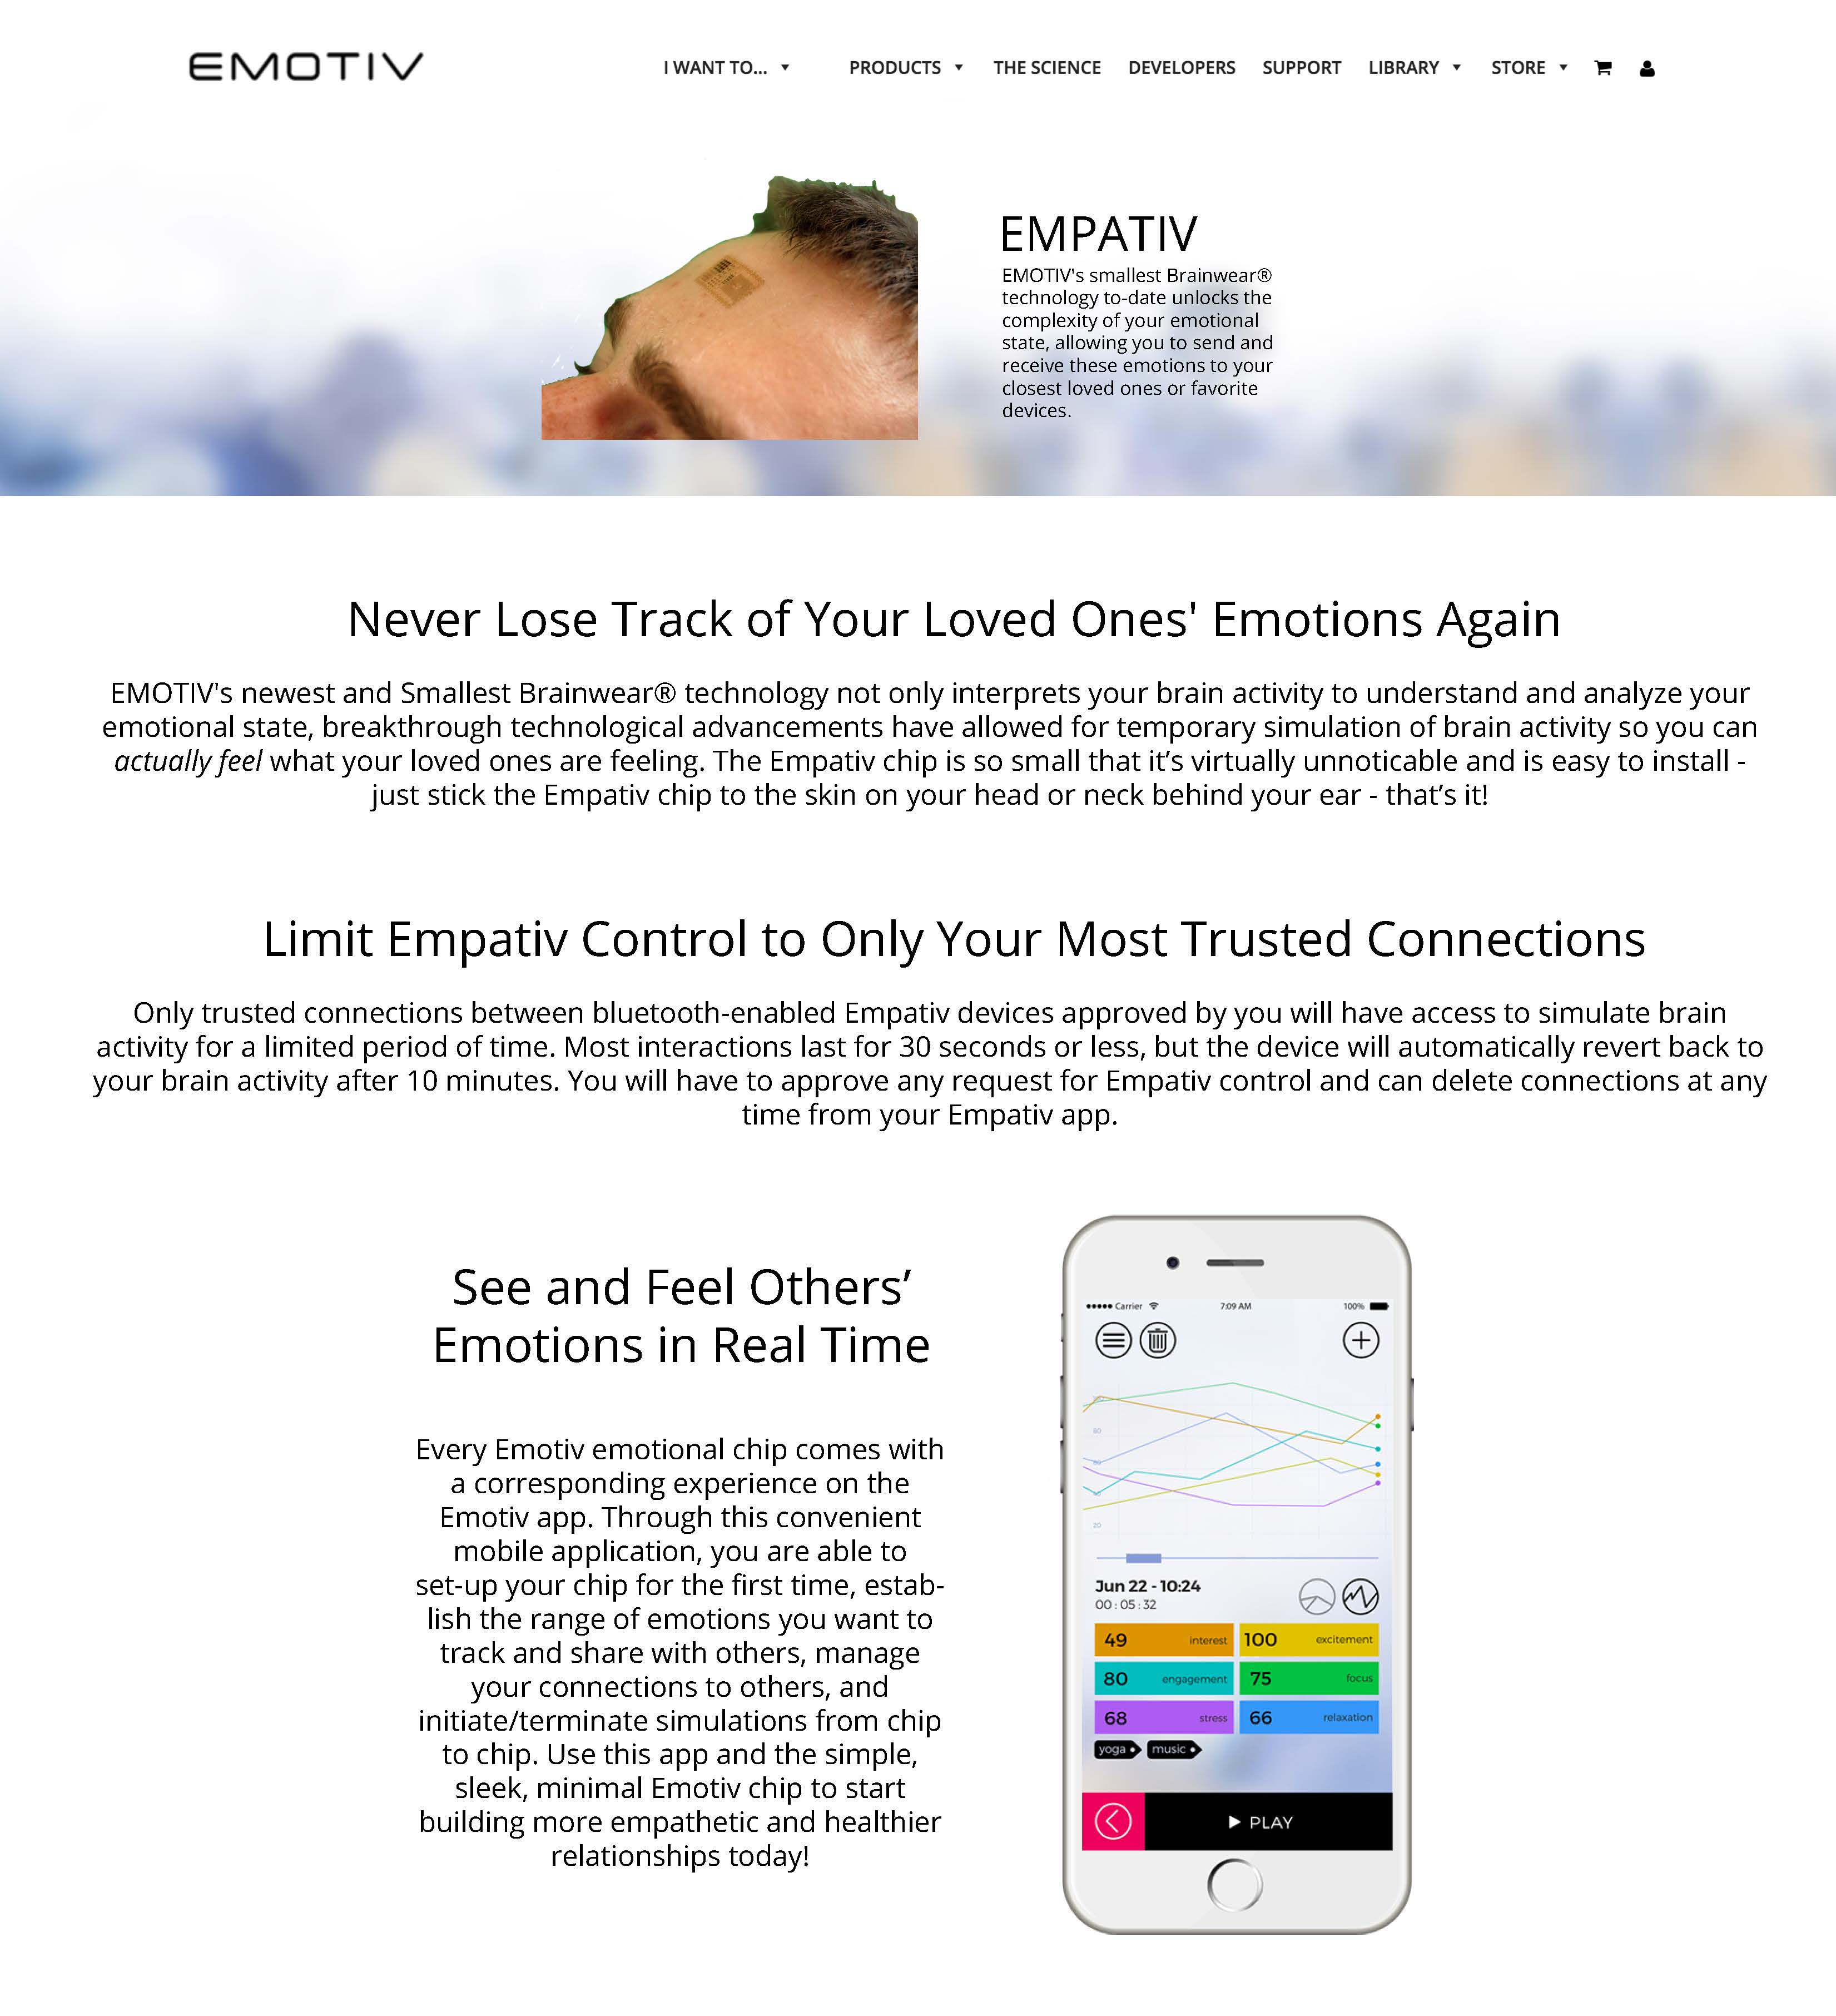 EMOTIV
I WANT TO...
PRODUCTS
THE SCIENCE
DEVELOPERS
SUPPORT
LIBRARY
STORE
EMPATIV
EMOTIV's smallest Brainwear®
technology to-date unlocks the
complexity of your emotional
state, allowing you to send and
receive these emotions to your
closest loved ones or favorite
devices.
Never Lose Track of Your Loved Ones' Emotions Again
EMOTIV's newest and Smallest Brainwear® technology not only interprets your brain activity to understand and analyze your
emotional state, breakthrough technological advancements have allowed for temporary simulation of brain activity so you can
actually feel what your loved ones are feeling. The Empativ chip is so small that it’s virtually unnoticable and is easy to install -
just stick the Empativ chip to the skin on your head or neck behind your ear - that’s it!
Limit Empativ Control to Only Your Most Trusted Connections
Only trusted connections between bluetooth-enabled Empativ devices approved by you will have access to simulate brain
activity for a limited period of time. Most interactions last for 30 seconds or less, but the device will automatically revert back to
your brain activity after 10 minutes. You will have to approve any request for Empativ control and can delete connections at any
time from your Empativ app.
See and Feel Others’
Emotions in Real Time
Every Emotiv emotional chip comes with
a corresponding experience on the
Emotiv app. Through this convenient
mobile application, you are able to
set-up your chip for the first time, estab-
lish the range of emotions you want to
track and share with others, manage
your connections to others, and
initiate/terminate simulations from chip
to chip. Use this app and the simple,
sleek, minimal Emotiv chip to start
building more empathetic and healthier
relationships today!
Carrier 7:09 AM 100%
20
Jun 22 - 10:24
00 : 05 : 32
49 interest 100 excitement
80 engagement 75 focus
68 stress 66 relaxation
yoga music
PLAY